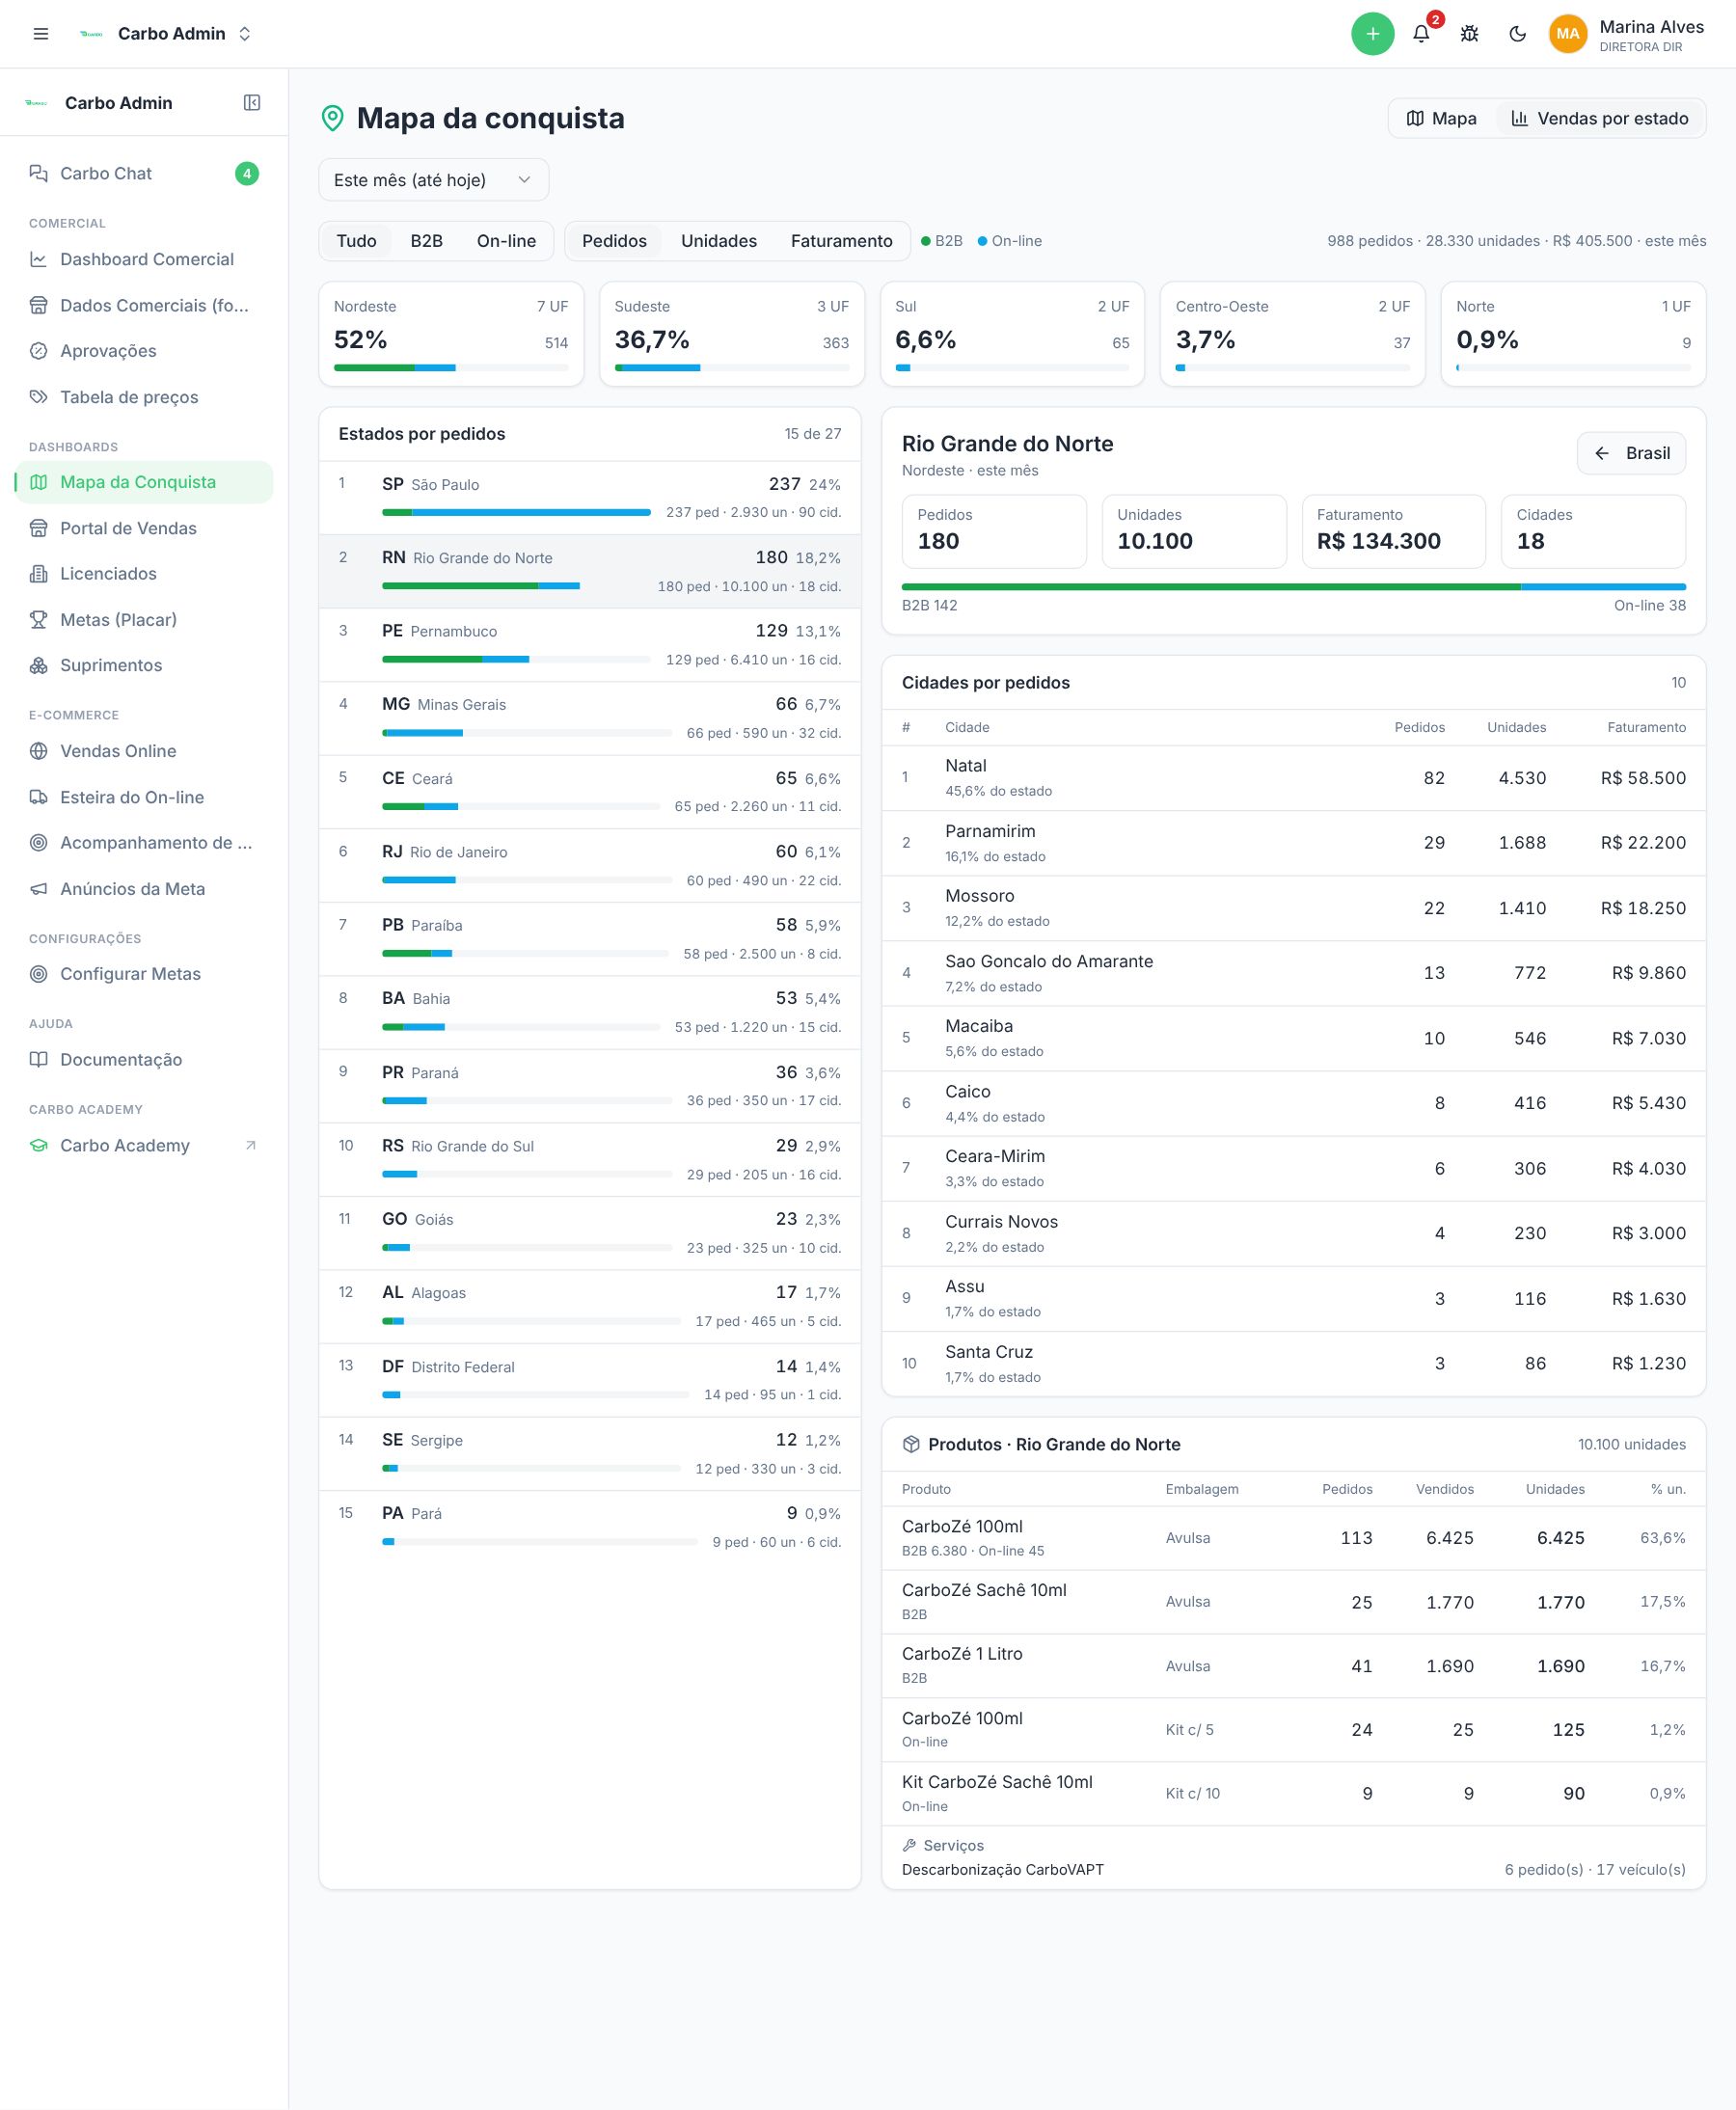 Carbo Admin
2
MA
Marina Alves
DIRETORA DIR
Carbo Admin
Carbo Chat
4
COMERCIAL
Dashboard Comercial
Dados Comerciais (fo...
Aprovações
Tabela de preços
DASHBOARDS
Mapa da Conquista
Portal de Vendas
Licenciados
Metas (Placar)
Suprimentos
E-COMMERCE
Vendas Online
Esteira do On-line
Acompanhamento de ...
Anúncios da Meta
CONFIGURAÇÕES
Configurar Metas
AJUDA
Documentação
CARBO ACADEMY
Carbo Academy
Mapa da conquista
Mapa
Vendas por estado
Este mês (até hoje)
Tudo B2B On-line
Pedidos Unidades Faturamento
B2B On-line
988 pedidos · 28.330 unidades · R$ 405.500 · este mês
Nordeste 7 UF
52% 514
Sudeste 3 UF
36,7% 363
Sul 2 UF
6,6% 65
Centro-Oeste 2 UF
3,7% 37
Norte 1 UF
0,9% 9
Estados por pedidos 15 de 27
1 SP São Paulo 237 24%
237 ped · 2.930 un · 90 cid.
2 RN Rio Grande do Norte 180 18,2%
180 ped · 10.100 un · 18 cid.
3 PE Pernambuco 129 13,1%
129 ped · 6.410 un · 16 cid.
4 MG Minas Gerais 66 6,7%
66 ped · 590 un · 32 cid.
5 CE Ceará 65 6,6%
65 ped · 2.260 un · 11 cid.
6 RJ Rio de Janeiro 60 6,1%
60 ped · 490 un · 22 cid.
7 PB Paraíba 58 5,9%
58 ped · 2.500 un · 8 cid.
8 BA Bahia 53 5,4%
53 ped · 1.220 un · 15 cid.
9 PR Paraná 36 3,6%
36 ped · 350 un · 17 cid.
10 RS Rio Grande do Sul 29 2,9%
29 ped · 205 un · 16 cid.
11 GO Goiás 23 2,3%
23 ped · 325 un · 10 cid.
12 AL Alagoas 17 1,7%
17 ped · 465 un · 5 cid.
13 DF Distrito Federal 14 1,4%
14 ped · 95 un · 1 cid.
14 SE Sergipe 12 1,2%
12 ped · 330 un · 3 cid.
15 PA Pará 9 0,9%
9 ped · 60 un · 6 cid.
Rio Grande do Norte
Nordeste · este mês
Brasil
Pedidos
180
Unidades
10.100
Faturamento
R$ 134.300
Cidades
18
B2B 142 On-line 38
Cidades por pedidos 10
# Cidade Pedidos Unidades Faturamento
1 Natal 82 4.530 R$ 58.500
45,6% do estado
2 Parnamirim 29 1.688 R$ 22.200
16,1% do estado
3 Mossoro 22 1.410 R$ 18.250
12,2% do estado
4 Sao Goncalo do Amarante 13 772 R$ 9.860
7,2% do estado
5 Macaiba 10 546 R$ 7.030
5,6% do estado
6 Caico 8 416 R$ 5.430
4,4% do estado
7 Ceara-Mirim 6 306 R$ 4.030
3,3% do estado
8 Currais Novos 4 230 R$ 3.000
2,2% do estado
9 Assu 3 116 R$ 1.630
1,7% do estado
10 Santa Cruz 3 86 R$ 1.230
1,7% do estado
Produtos · Rio Grande do Norte 10.100 unidades
Produto Embalagem Pedidos Vendidos Unidades % un.
CarboZé 100ml Avulsa 113 6.425 6.425 63,6%
B2B 6.380 · On-line 45
CarboZé Sachê 10ml Avulsa 25 1.770 1.770 17,5%
B2B
CarboZé 1 Litro Avulsa 41 1.690 1.690 16,7%
B2B
CarboZé 100ml Kit c/ 5 24 25 125 1,2%
On-line
Kit CarboZé Sachê 10ml Kit c/ 10 9 9 90 0,9%
On-line
Serviços
Descarbonização CarboVAPT 6 pedido(s) · 17 veículo(s)